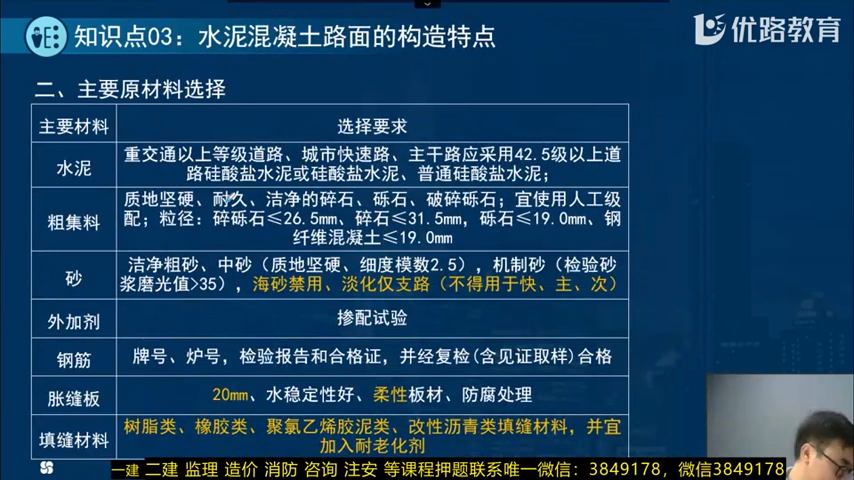 知识点03：水泥混凝土路面的构造特点
优路教育
二、主要原材料选择
主要材料
选择要求
水泥
重交通以上等级道路、城市快速路、主干路应采用42.5级以上道
路硅酸盐水泥或硅酸盐水泥、普通硅酸盐水泥；
粗集料
质地坚硬、耐久、洁净的碎石、砾石、破碎砾石；宜使用人工级
配；粒径：碎砾石≤26.5mm、碎石≤31.5mm，砾石≤19.0mm、钢
纤维混凝土≤19.0mm
砂
洁净粗砂、中砂（质地坚硬、细度模数2.5），机制砂（检验砂
浆磨光值>35），海砂禁用、淡化仅支路（不得用于快、主、次）
外加剂
掺配试验
钢筋
牌号、炉号，检验报告和合格证，并经复检(含见证取样)合格
胀缝板
20mm、水稳定性好、柔性板材、防腐处理
填缝材料
树脂类、橡胶类、聚氯乙烯胶泥类、改性沥青类填缝材料，并宜
加入耐老化剂
一建 二建 监理 造价 消防 咨询 注安 等课程押题联系唯一微信：3849178，微信3849178